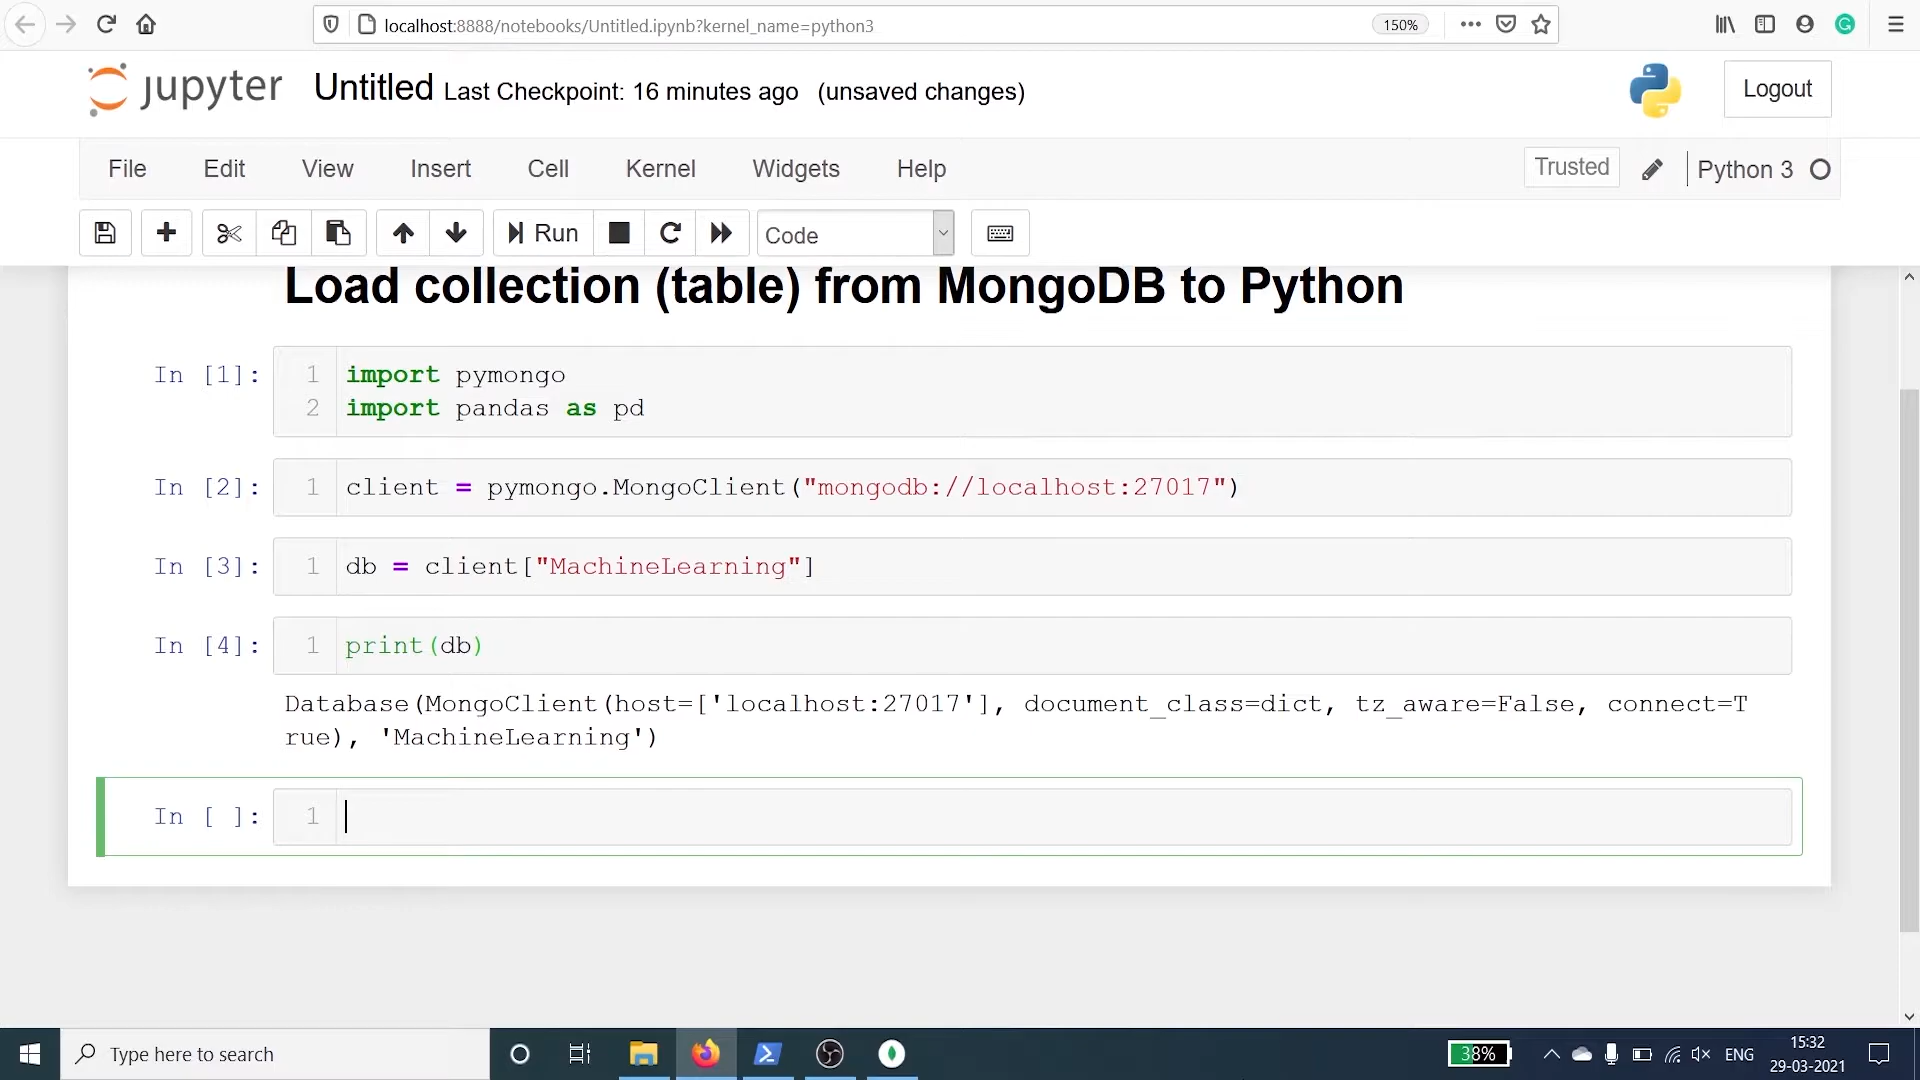 localhost:8888/notebooks/Untitled.ipynb?kernel_name=python3
150%
jupyter Untitled Last Checkpoint: 16 minutes ago (unsaved changes)
Logout
File Edit View Insert Cell Kernel Widgets Help
Trusted
Python 3
Run
Code
Load collection (table) from MongoDB to Python
In [1]:
1 import pymongo
2 import pandas as pd
In [2]:
1 client = pymongo.MongoClient("mongodb://localhost:27017")
In [3]:
1 db = client["MachineLearning"]
In [4]:
1 print(db)
Database(MongoClient(host=['localhost:27017'], document_class=dict, tz_aware=False, connect=T
rue), 'MachineLearning')
In [ ]:
1
Type here to search
38%
ENG
15:32
29-03-2021